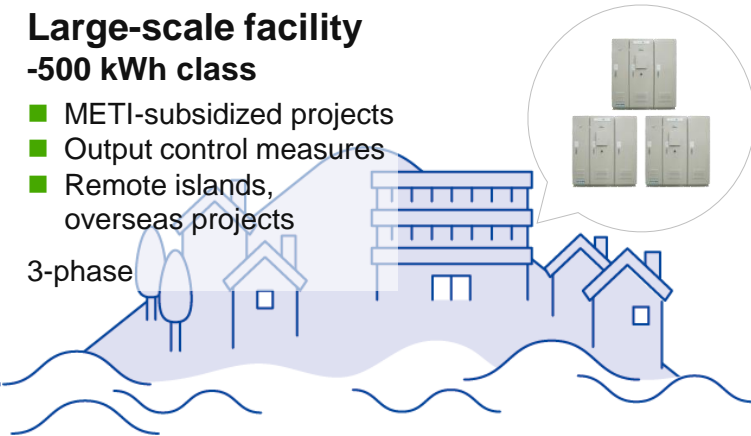 Large-scale facility
-500 kWh class
METI-subsidized projects
Output control measures
Remote islands,
overseas projects
3-phase